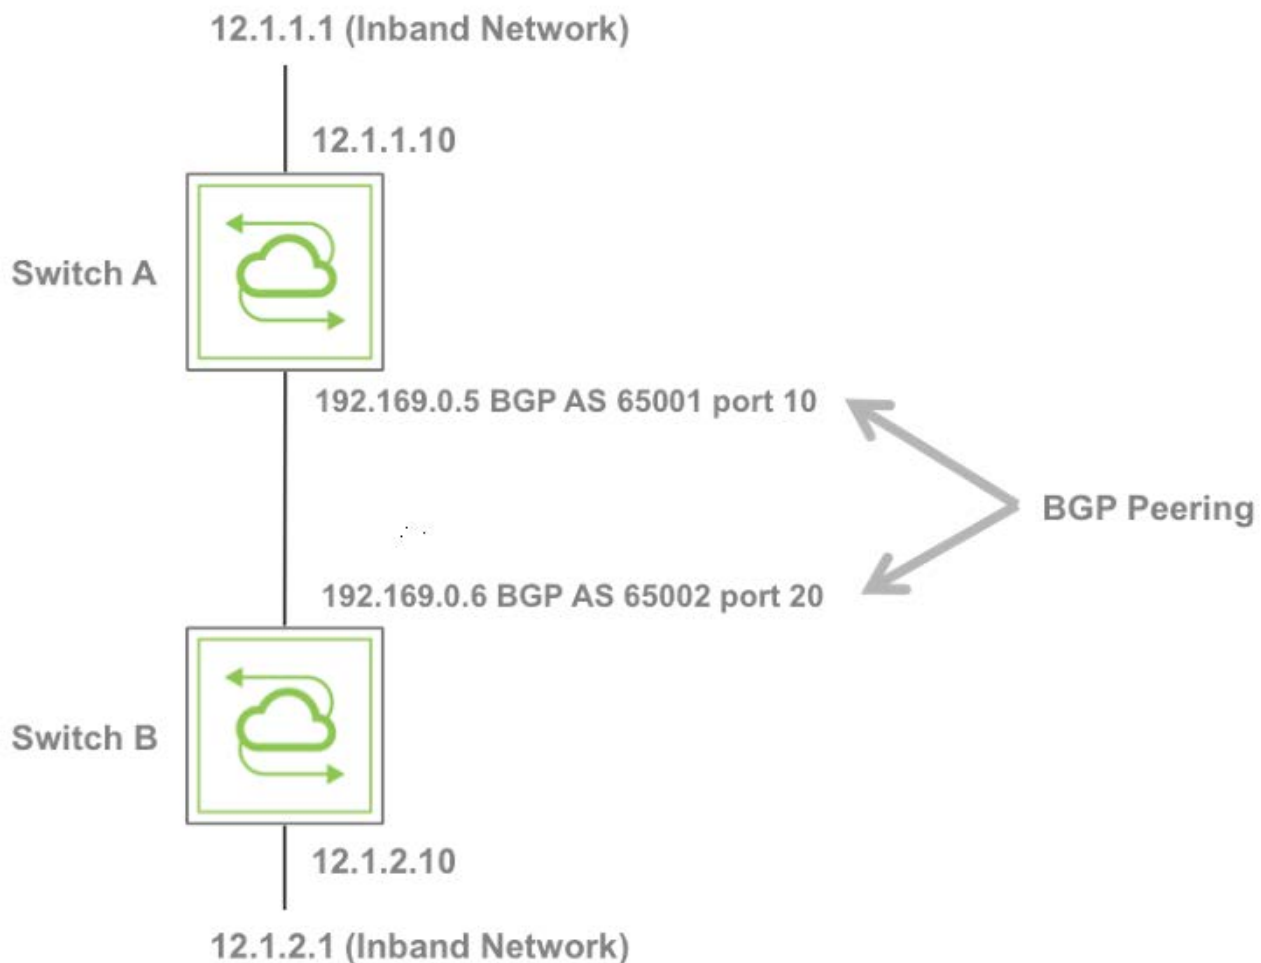 12.1.1.1 (Inband Network)
12.1.1.10
Switch A
192.169.0.5 BGP AS 65001 port 10
BGP Peering
192.169.0.6 BGP AS 65002 port 20
Switch B
12.1.2.10
12.1.2.1 (Inband Network)